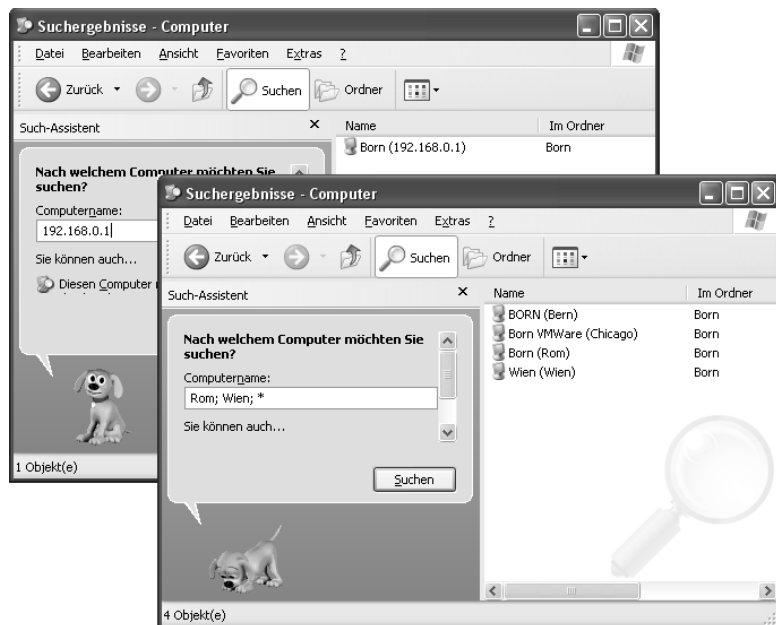 Suchergebnisse - Computer
Datei Bearbeiten Ansicht Favoriten Extras ?
Zurück Suchen Ordner
Such-Assistent
Name Im Ordner
Nach welchem Computer möchten Sie
suchen?
Computername:
192.168.0.1
Sie können auch...
Diesen Computer
Born (192.168.0.1) Born
1 Objekt(e)
Suchergebnisse - Computer
Datei Bearbeiten Ansicht Favoriten Extras ?
Zurück Suchen Ordner
Such-Assistent
Name Im Ordner
Nach welchem Computer möchten Sie
suchen?
Computername:
Rom; Wien; *
Sie können auch...
Suchen
BORN (Bern) Born
Born VMWare (Chicago) Born
Born (Rom) Born
Wien (Wien) Born
4 Objekt(e)